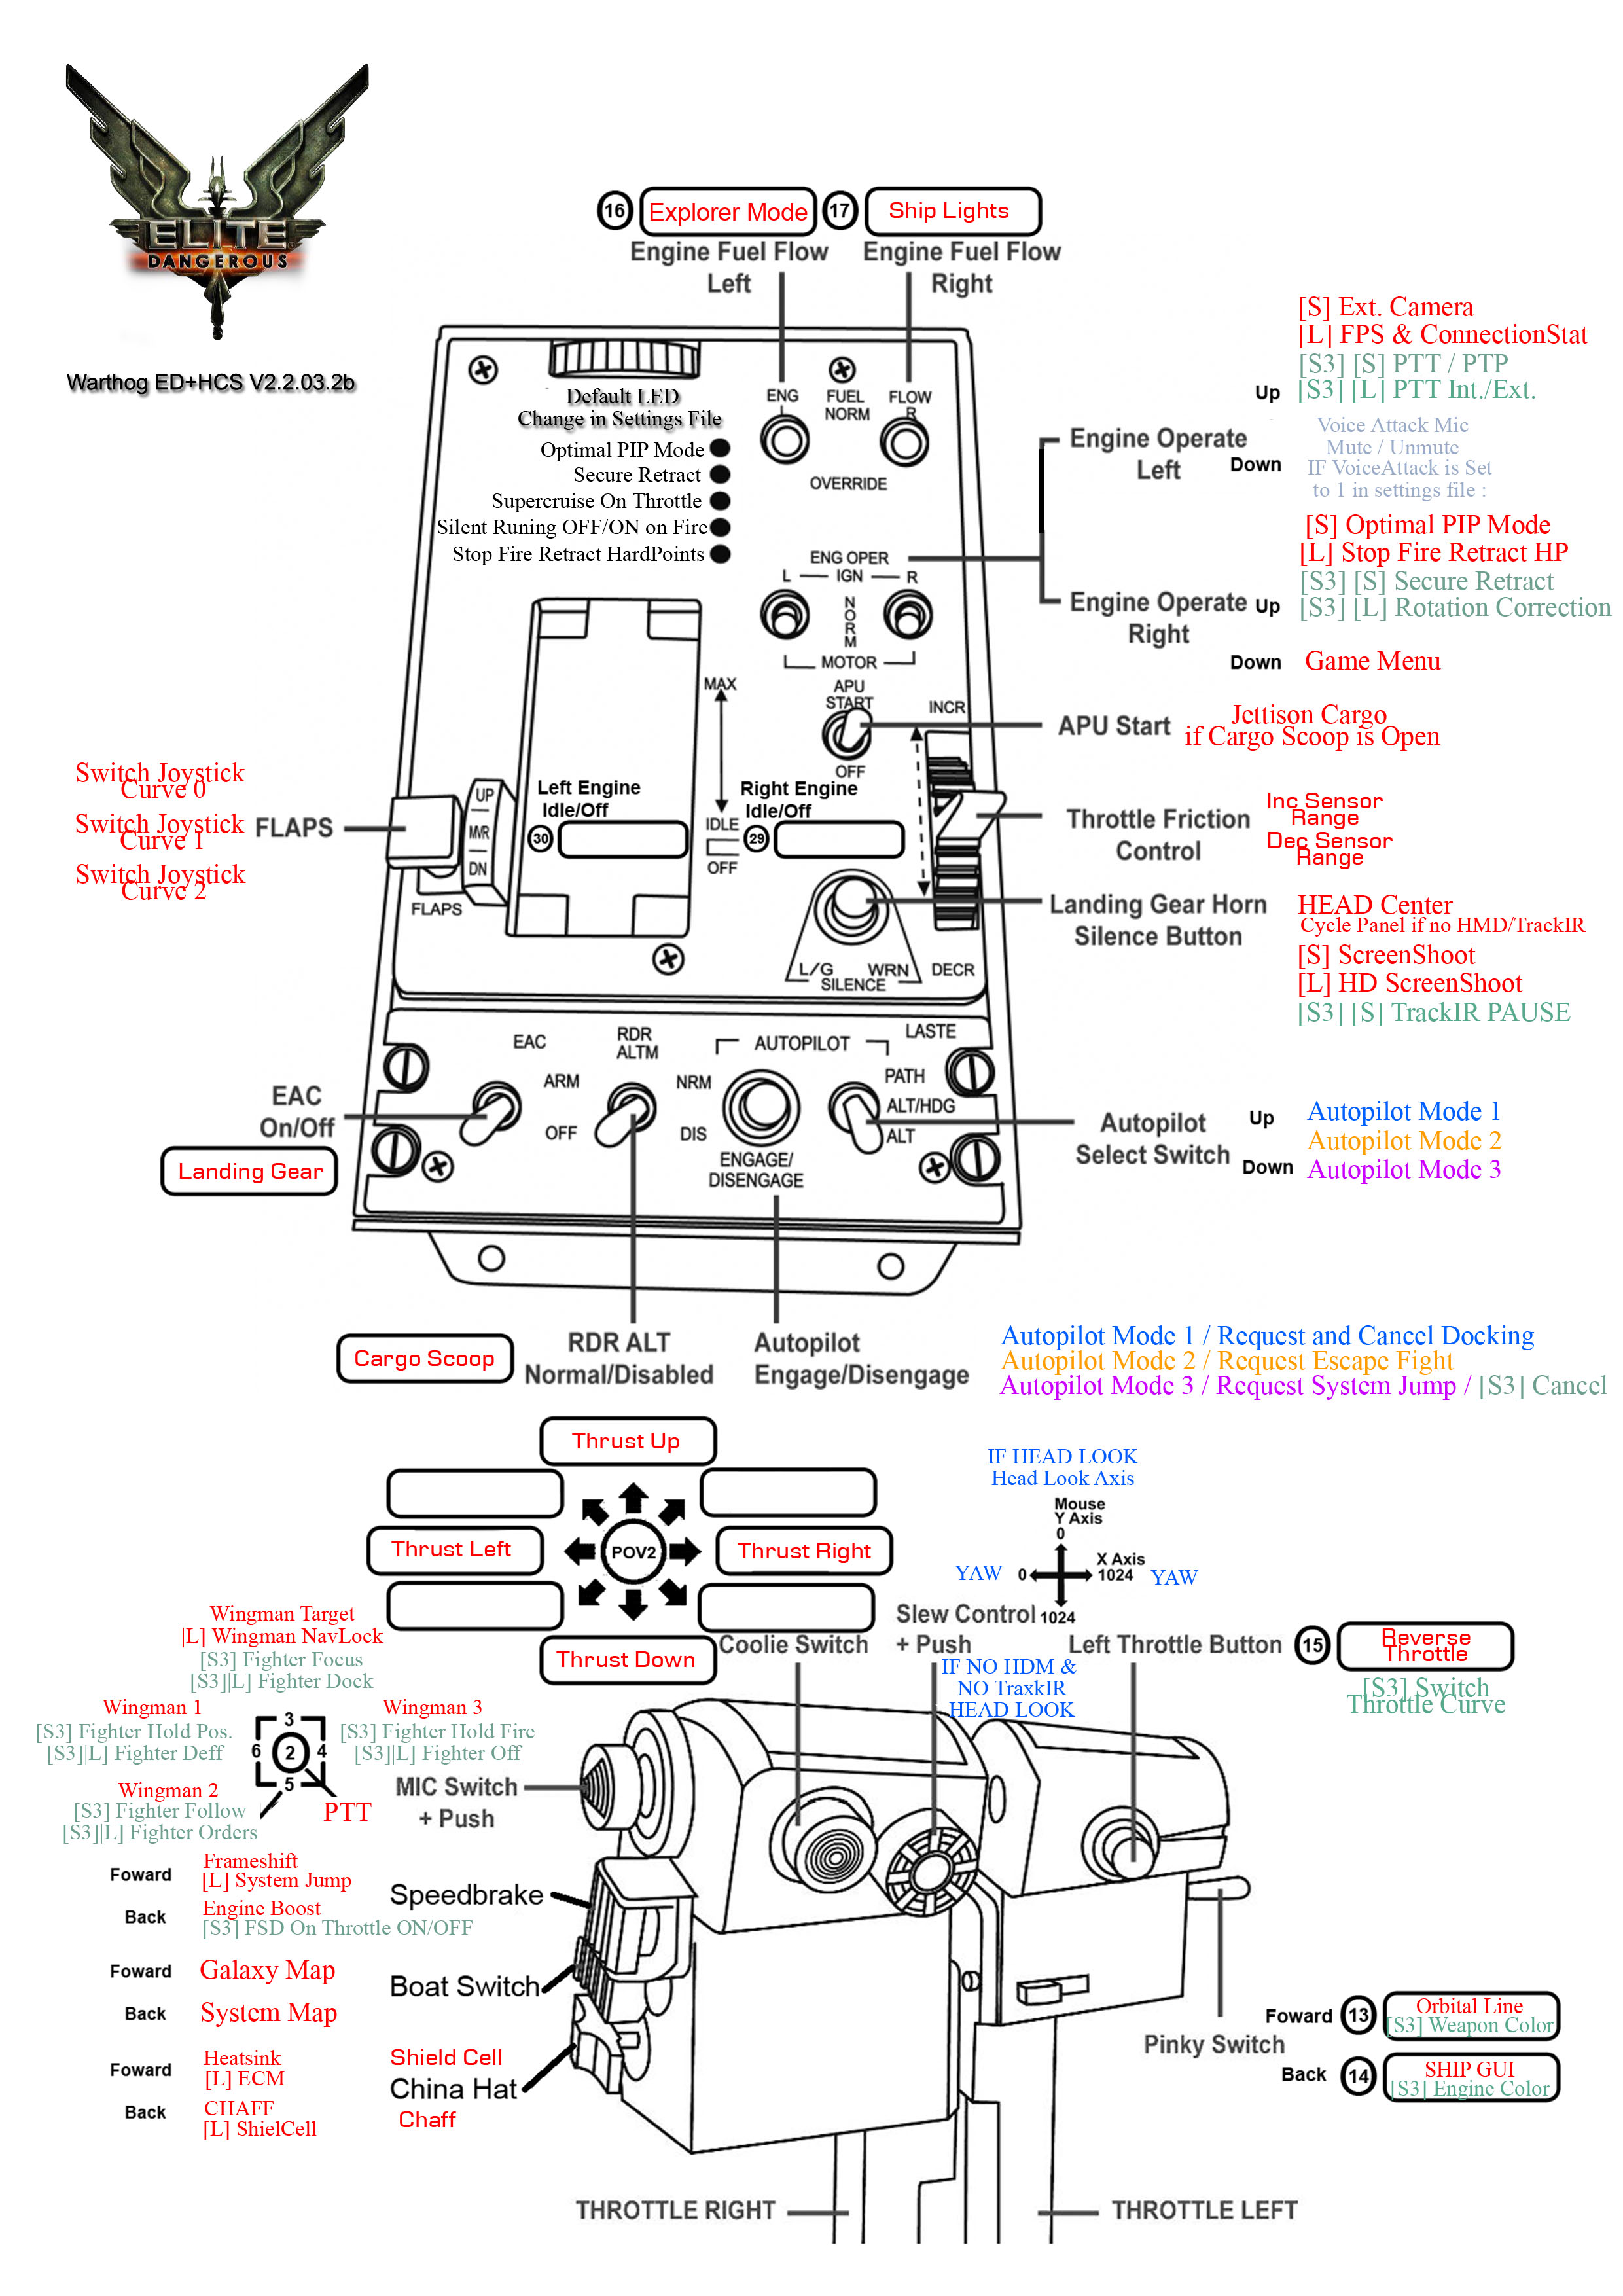 ELITE
DANGEROUS
Warthog ED+HCS V2.2.03.2b
16
Explorer Mode
17
Ship Lights
Engine Fuel Flow
Left
Engine Fuel Flow
Right
Default LED
Change in Settings File
Optimal PIP Mode
Secure Retract
Supercruise On Throttle
Silent Runing OFF/ON on Fire
Stop Fire Retract HardPoints
ENG
L
FUEL
NORM
FLOW
R
OVERRIDE
[S] Ext. Camera
[L] FPS & ConnectionStat
[S3] [S] PTT / PTP
Up
[S3] [L] PTT Int./Ext.
Engine Operate
Left
Down
Voice Attack Mic
Mute / Unmute
IF VoiceAttack is Set
to 1 in settings file :
ENG OPER
L
IGN
R
NORM
MOTOR
[S] Optimal PIP Mode
[L] Stop Fire Retract HP
[S3] [S] Secure Retract
Engine Operate
Right
Up
[S3] [L] Rotation Correction
Down
Game Menu
MAX
APU
START
OFF
INCR
APU Start
Jettison Cargo
if Cargo Scoop is Open
Switch Joystick
Curve 0
Switch Joystick
Curve 1
Switch Joystick
Curve 2
FLAPS
UP
MVR
DN
FLAPS
Left Engine
Idle/Off
30
Right Engine
Idle/Off
IDLE
29
OFF
Throttle Friction
Control
Inc Sensor
Range
Dec Sensor
Range
Landing Gear Horn
Silence Button
HEAD Center
Cycle Panel if no HMD/TrackIR
[S] ScreenShoot
[L] HD ScreenShoot
[S3] [S] TrackIR PAUSE
L/G
WRN
SILENCE
DECR
EAC
RDR
ALTM
AUTOPILOT
LASTE
ARM
NRM
PATH
ALT/HDG
OFF
DIS
ALT
ENGAGE/
DISENGAGE
EAC
On/Off
Landing Gear
Autopilot
Select Switch
Up
Autopilot Mode 1
Autopilot Mode 2
Down
Autopilot Mode 3
Cargo Scoop
RDR ALT
Normal/Disabled
Autopilot
Engage/Disengage
Autopilot Mode 1 / Request and Cancel Docking
Autopilot Mode 2 / Request Escape Fight
Autopilot Mode 3 / Request System Jump / [S3] Cancel
Thrust Up
Thrust Left
POV2
Thrust Right
Thrust Down
IF HEAD LOOK
Head Look Axis
Mouse
Y Axis
0
X Axis
YAW
0
1024
YAW
1024
Coolie Switch
Slew Control
+ Push
IF NO HDM &
NO TraxkIR
HEAD LOOK
Left Throttle Button
15
Reverse
Throttle
[S3] Switch
Throttle Curve
Wingman Target
|L] Wingman NavLock
[S3] Fighter Focus
[S3]|L] Fighter Dock
Wingman 1
[S3] Fighter Hold Pos.
[S3]|L] Fighter Deff
3
6
2
4
5
Wingman 3
[S3] Fighter Hold Fire
[S3]|L] Fighter Off
Wingman 2
[S3] Fighter Follow
[S3]|L] Fighter Orders
PTT
MIC Switch
+ Push
Foward
Frameshift
[L] System Jump
Back
Engine Boost
[S3] FSD On Throttle ON/OFF
Speedbrake
Foward
Galaxy Map
Back
System Map
Boat Switch
Foward
Heatsink
[L] ECM
Back
CHAFF
[L] ShielCell
Shield Cell
China Hat
Chaff
Pinky Switch
Foward
13
Orbital Line
[S3] Weapon Color
Back
14
SHIP GUI
[S3] Engine Color
THROTTLE RIGHT
THROTTLE LEFT